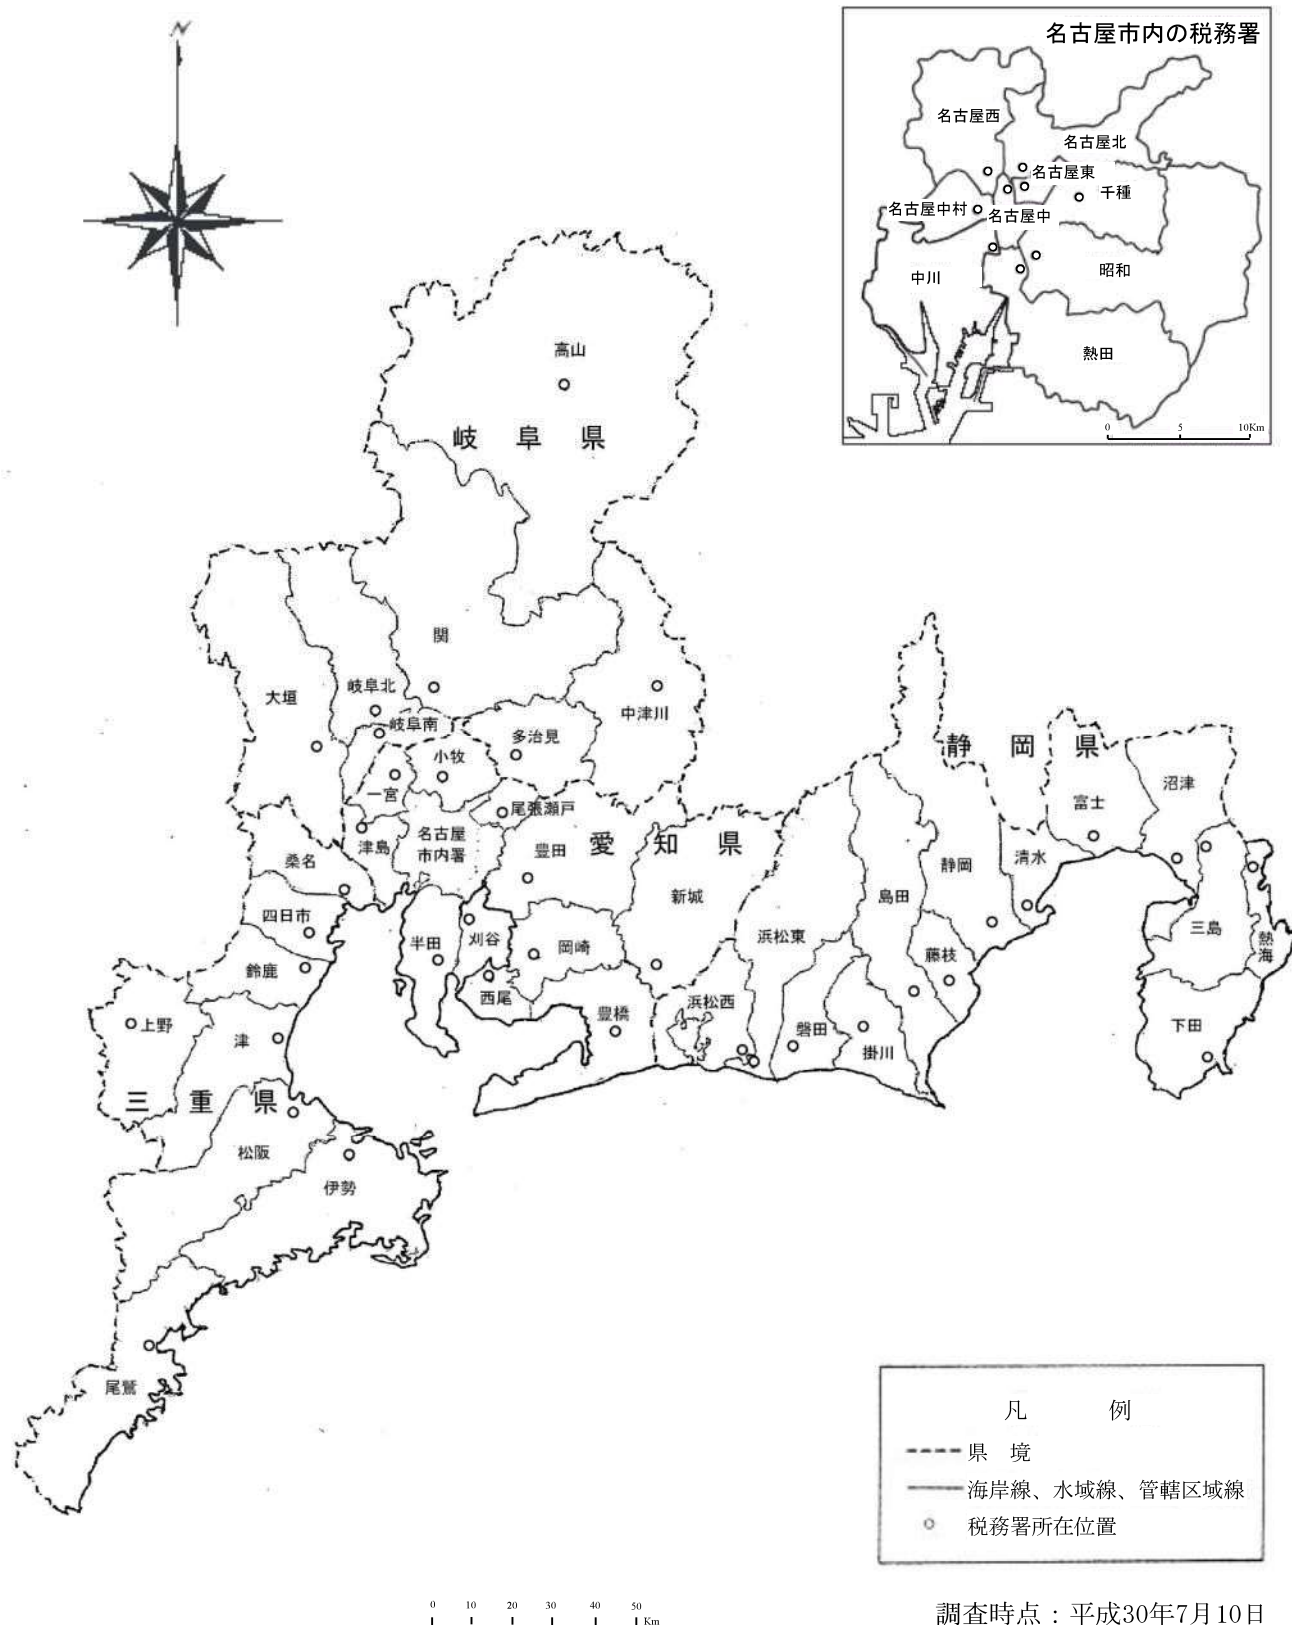 N
名古屋市内の税務署
名古屋西
名古屋北
名古屋東
千種
名古屋中村
名古屋中
中川
昭和
熱田
0 5 10Km
高山
岐阜県
関
大垣
岐阜北
岐阜南
中津川
多治見
小牧
一宮
尾張瀬戸
津島
名古屋
市内署
豊田
愛知県
静岡県
沼津
富士
清水
静岡
島田
新城
桑名
四日市
半田
刈谷
岡崎
浜松東
藤枝
三島
熱海
鈴鹿
西尾
豊橋
浜松西
磐田
掛川
下田
上野
津
三重県
松阪
伊勢
尾鷲
凡例
県境
海岸線、水域線、管轄区域線
税務署所在位置
0 10 20 30 40 50 Km
調査時点：平成30年7月10日